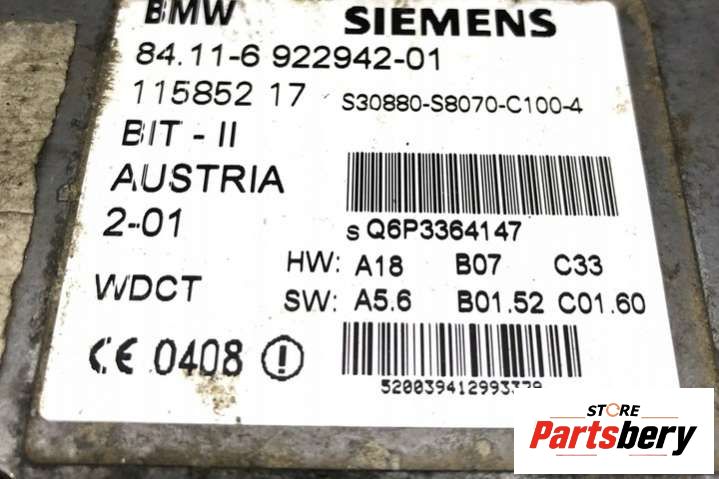 BMW SIEMENS
84.11-6 922942-01
115852 17 S30880-S8070-C100-4
BIT - II
AUSTRIA
2-01
s Q6P3364147
WDCT
HW: A18 B07 C33
SW: A5.6 B01.52 C01.60
CE 0408
STORE
Partsbery